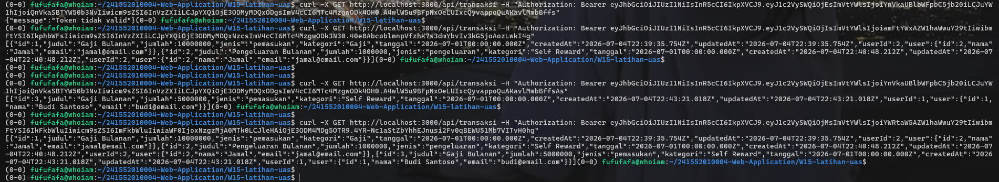 (0-0) fufufafa@whoiam:~/241552010004-Web-Application/W15-latihan-uas$ curl -X GET http://localhost:3000/api/transaksi -H "Authorization: Bearer eyJhbGciOiJIUzI1NiIsInR5cCI6IkpXVCJ9.eyJ1c2VySWQiOjEsImVtYWlsIjoiYnVkaUBlbWFpbC5jb20iLCJuYW
1hIjoiQnVkaSBTYW50b3NvIiwicm9sZSI6InVzZXIiLCJpYXQiOjE3ODMyMDQxODgsImV4cCI6MTc4MzgwODk4OH0.A4wlW5u9BFpNxOeLUIxcQyvappoQuAKavlMmbBffs"
{"message":"Token tidak valid"}(0-0) fufufafa@whoiam:~/241552010004-Web-Application/W15-latihan-uas$
(0-0) fufufafa@whoiam:~/241552010004-Web-Application/W15-latihan-uas$ curl -X GET http://localhost:3000/api/transaksi -H "Authorization: Bearer eyJhbGciOiJIUzI1NiIsInR5cCI6IkpXVCJ9.eyJ1c2VySWQiOjIsImVtYWlsIjoiamFtYWxAZW1haWwuY29tIiwibm
FtYSI6IkphbWFsIiwicm9sZSI6InVzZXIiLCJpYXQiOjE3ODMyMDQxNzcsImV4cCI6MTc4MzgwODk3N30.40e8AbcoblmnpVfzhK7s3dmYbvIv3kG5joAozLwkI4g"
[{"id":1,"judul":"Gaji Bulanan","jumlah":10000000,"jenis":"pemasukan","kategori":"Gaji","tanggal":"2026-07-01T00:00:00.000Z","createdAt":"2026-07-04T22:39:35.754Z","updatedAt":"2026-07-04T22:39:35.754Z","userId":2,"user":{"id":2,"nama"
:"Jamal","email":"jamal@email.com"}},{"id":2,"judul":"Pengeluaran Bulanan","jumlah":1000000,"jenis":"pengeluaran","kategori":"Self Reward","tanggal":"2026-07-01T00:00:00.000Z","createdAt":"2026-07-04T22:40:48.212Z","updatedAt":"2026-07
-04T22:40:48.212Z","userId":2,"user":{"id":2,"nama":"Jamal","email":"jamal@email.com"}}](0-0) fufufafa@whoiam:~/241552010004-Web-Application/W15-latihan-uas$
(0-0) fufufafa@whoiam:~/241552010004-Web-Application/W15-latihan-uas$
(0-0) fufufafa@whoiam:~/241552010004-Web-Application/W15-latihan-uas$
(0-0) fufufafa@whoiam:~/241552010004-Web-Application/W15-latihan-uas$ curl -X GET http://localhost:3000/api/transaksi -H "Authorization: Bearer eyJhbGciOiJIUzI1NiIsInR5cCI6IkpXVCJ9.eyJ1c2VySWQiOjEsImVtYWlsIjoiYnVkaUBlbWFpbC5jb20iLCJuYW
1hIjoiQnVkaSBTYW50b3NvIiwicm9sZSI6InVzZXIiLCJpYXQiOjE3ODMyMDQxODgsImV4cCI6MTc4MzgwODk4OH0.A4wlW5u9BFpNxOeLUIxcQyvappoQuAKavlMmbBffsAs"
[{"id":3,"judul":"Gaji Bulanan","jumlah":5000000,"jenis":"pemasukan","kategori":"Self Reward","tanggal":"2026-07-01T00:00:00.000Z","createdAt":"2026-07-04T22:43:21.018Z","updatedAt":"2026-07-04T22:43:21.018Z","userId":1,"user":{"id":1,
"nama":"Budi Santoso","email":"budi@email.com"}}](0-0) fufufafa@whoiam:~/241552010004-Web-Application/W15-latihan-uas$
(0-0) fufufafa@whoiam:~/241552010004-Web-Application/W15-latihan-uas$
(0-0) fufufafa@whoiam:~/241552010004-Web-Application/W15-latihan-uas$ curl -X GET http://localhost:3000/api/transaksi -H "Authorization: Bearer eyJhbGciOiJIUzI1NiIsInR5cCI6IkpXVCJ9.eyJ1c2VySWQiOjMsImVtYWlsIjoiYWRtaW5AZW1haWwuY29tIiwibm
FtYSI6IkFkbWluIiwicm9sZSI6ImFkbWluIiwiaWF0IjoxNzgzMjA0MTk0LCJleHAiOjE3ODM4MDg5OTR9.4YR-Nc1aStZbYhhEJnusi2Fv0qBEWU51Mb7VITvH0hg"
[{"id":1,"judul":"Gaji Bulanan","jumlah":10000000,"jenis":"pemasukan","kategori":"Gaji","tanggal":"2026-07-01T00:00:00.000Z","createdAt":"2026-07-04T22:39:35.754Z","updatedAt":"2026-07-04T22:39:35.754Z","userId":2,"user":{"id":2,"nama"
:"Jamal","email":"jamal@email.com"}},{"id":2,"judul":"Pengeluaran Bulanan","jumlah":1000000,"jenis":"pengeluaran","kategori":"Self Reward","tanggal":"2026-07-01T00:00:00.000Z","createdAt":"2026-07-04T22:40:48.212Z","updatedAt":"2026-07
-04T22:40:48.212Z","userId":2,"user":{"id":2,"nama":"Jamal","email":"jamal@email.com"}},{"id":3,"judul":"Gaji Bulanan","jumlah":5000000,"jenis":"pemasukan","kategori":"Self Reward","tanggal":"2026-07-01T00:00:00.000Z","createdAt":"2026
-07-04T22:43:21.018Z","updatedAt":"2026-07-04T22:43:21.018Z","userId":1,"user":{"id":1,"nama":"Budi Santoso","email":"budi@email.com"}}](0-0) fufufafa@whoiam:~/241552010004-Web-Application/W15-latihan-uas$
(0-0) fufufafa@whoiam:~/241552010004-Web-Application/W15-latihan-uas$
(0-0) fufufafa@whoiam:~/241552010004-Web-Application/W15-latihan-uas$